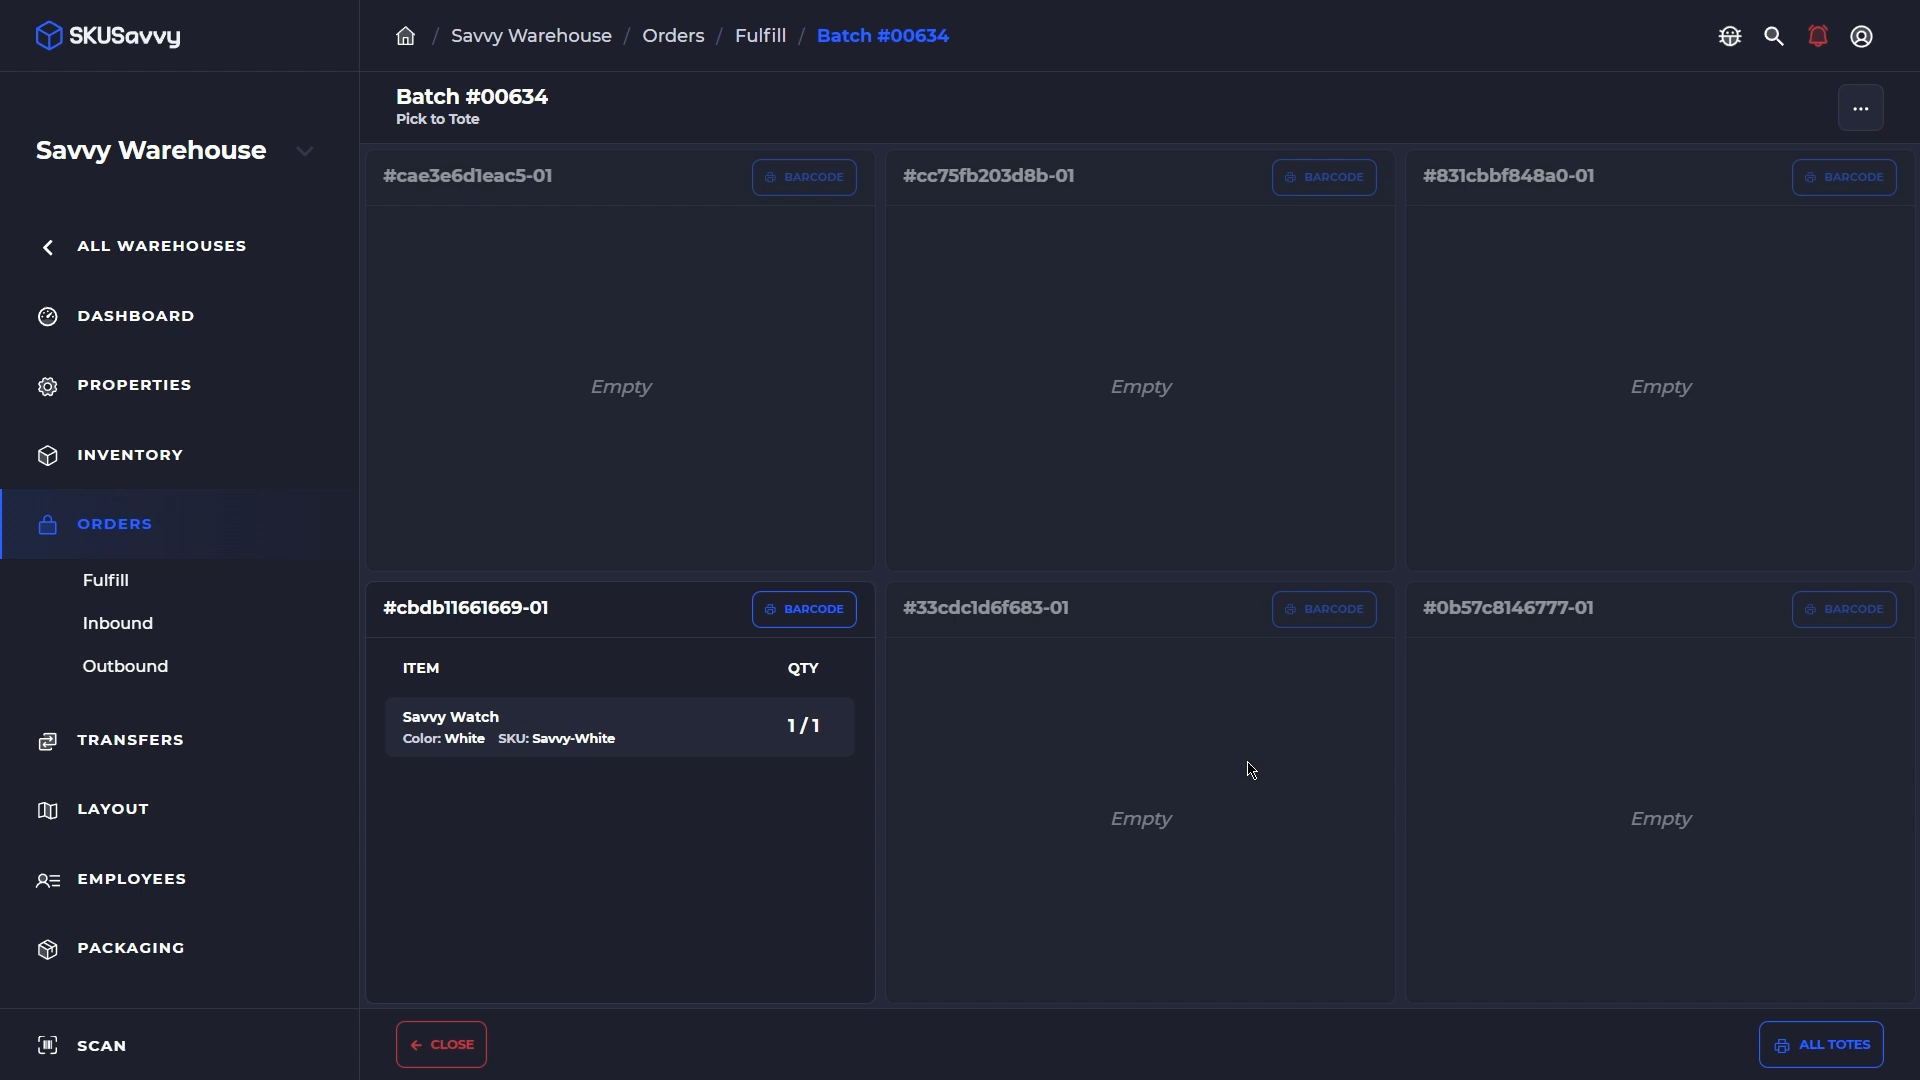 SKUSavvy
/ Savvy Warehouse / Orders / Fulfill / Batch #00634
Batch #00634
Pick to Tote
...
Savvy Warehouse
ALL WAREHOUSES
DASHBOARD
PROPERTIES
INVENTORY
ORDERS
Fulfill
Inbound
Outbound
TRANSFERS
LAYOUT
EMPLOYEES
PACKAGING
SCAN
#cae3e6d1eac5-01
BARCODE
Empty
#cc75fb203d8b-01
BARCODE
Empty
#831cbbf848a0-01
BARCODE
Empty
#cbdb11661669-01
BARCODE
ITEM QTY
Savvy Watch
Color: White SKU: Savvy-White
1 / 1
#33cdc1d6f683-01
BARCODE
Empty
#0b57c8146777-01
BARCODE
Empty
CLOSE
ALL TOTES